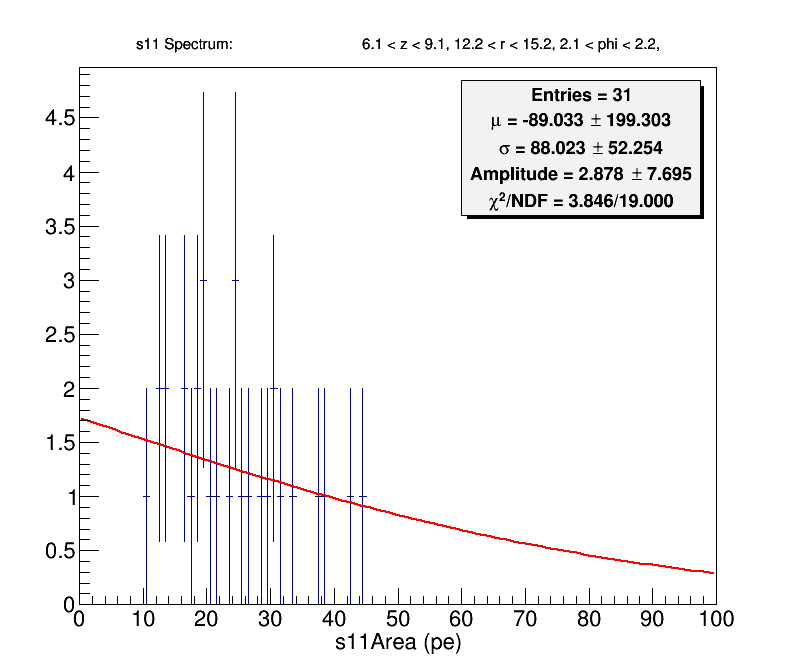 s11 Spectrum: 6.1 < z < 9.1, 12.2 < r < 15.2, 2.1 < phi < 2.2,
Entries = 31
μ = -89.033 ± 199.303
σ = 88.023 ± 52.254
Amplitude = 2.878 ± 7.695
χ²/NDF = 3.846/19.000
4.5
4
3.5
3
2.5
2
1.5
1
0.5
0
0 10 20 30 40 50 60 70 80 90 100
s11Area (pe)